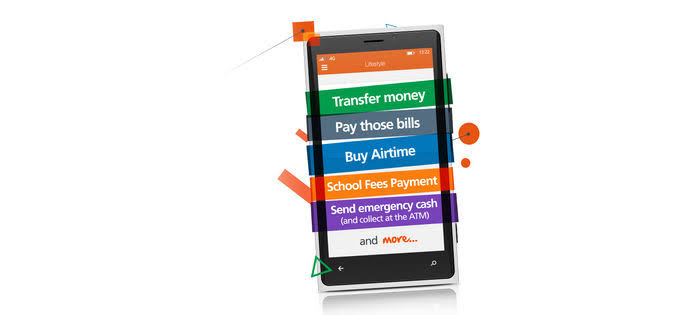 4G 11:22
Lifestyle
Transfer money
Pay those bills
Buy Airtime
School Fees Payment
Send emergency cash
(and collect at the ATM)
and more...